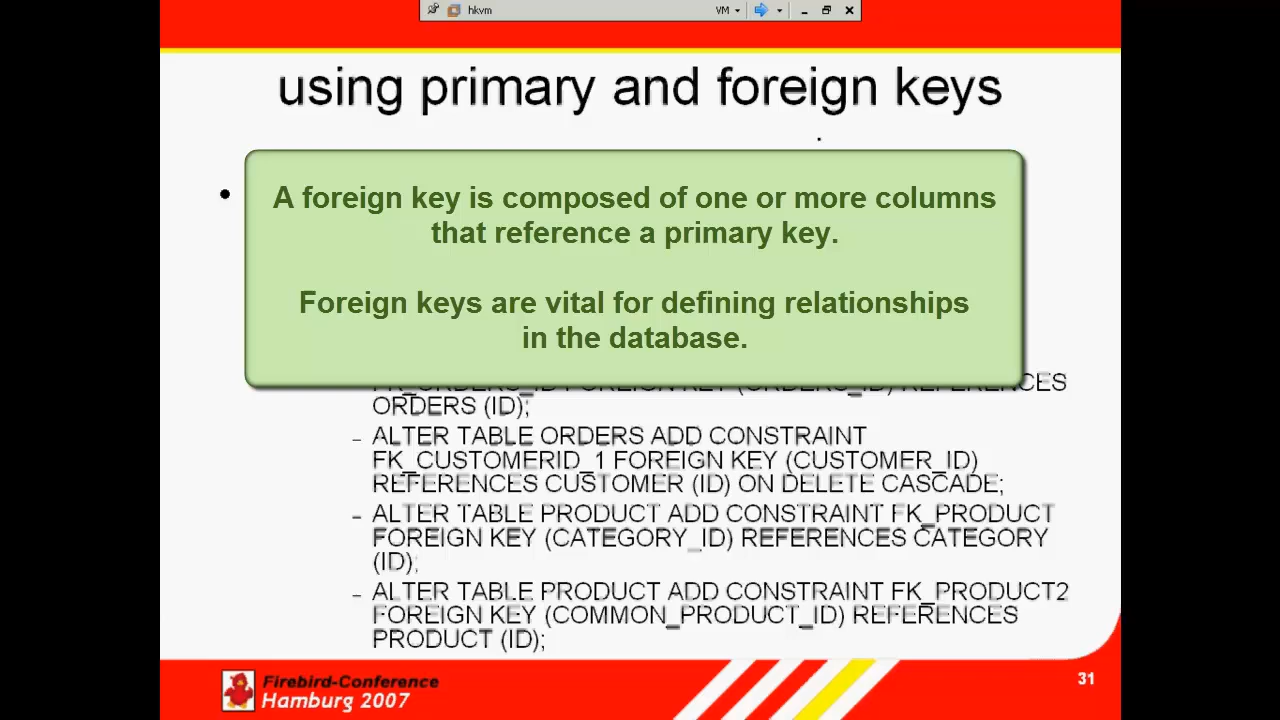 hkvm
VM
using primary and foreign keys
A foreign key is composed of one or more columns
that reference a primary key.
Foreign keys are vital for defining relationships
in the database.
FK_ORDERS_ID FOREIGN KEY (ORDERS_ID) REFERENCES
ORDERS (ID);
– ALTER TABLE ORDERS ADD CONSTRAINT
FK_CUSTOMERID_1 FOREIGN KEY (CUSTOMER_ID)
REFERENCES CUSTOMER (ID) ON DELETE CASCADE;
– ALTER TABLE PRODUCT ADD CONSTRAINT FK_PRODUCT
FOREIGN KEY (CATEGORY_ID) REFERENCES CATEGORY
(ID);
– ALTER TABLE PRODUCT ADD CONSTRAINT FK_PRODUCT2
FOREIGN KEY (COMMON_PRODUCT_ID) REFERENCES
PRODUCT (ID);
Firebird-Conference
Hamburg 2007
31